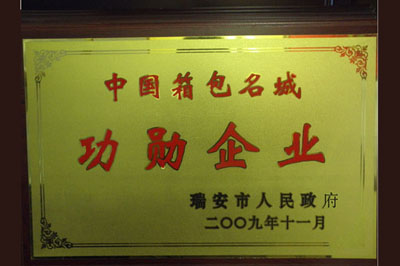 中国箱包名城
功勋企业
瑞安市人民政府
二〇〇九年十一月